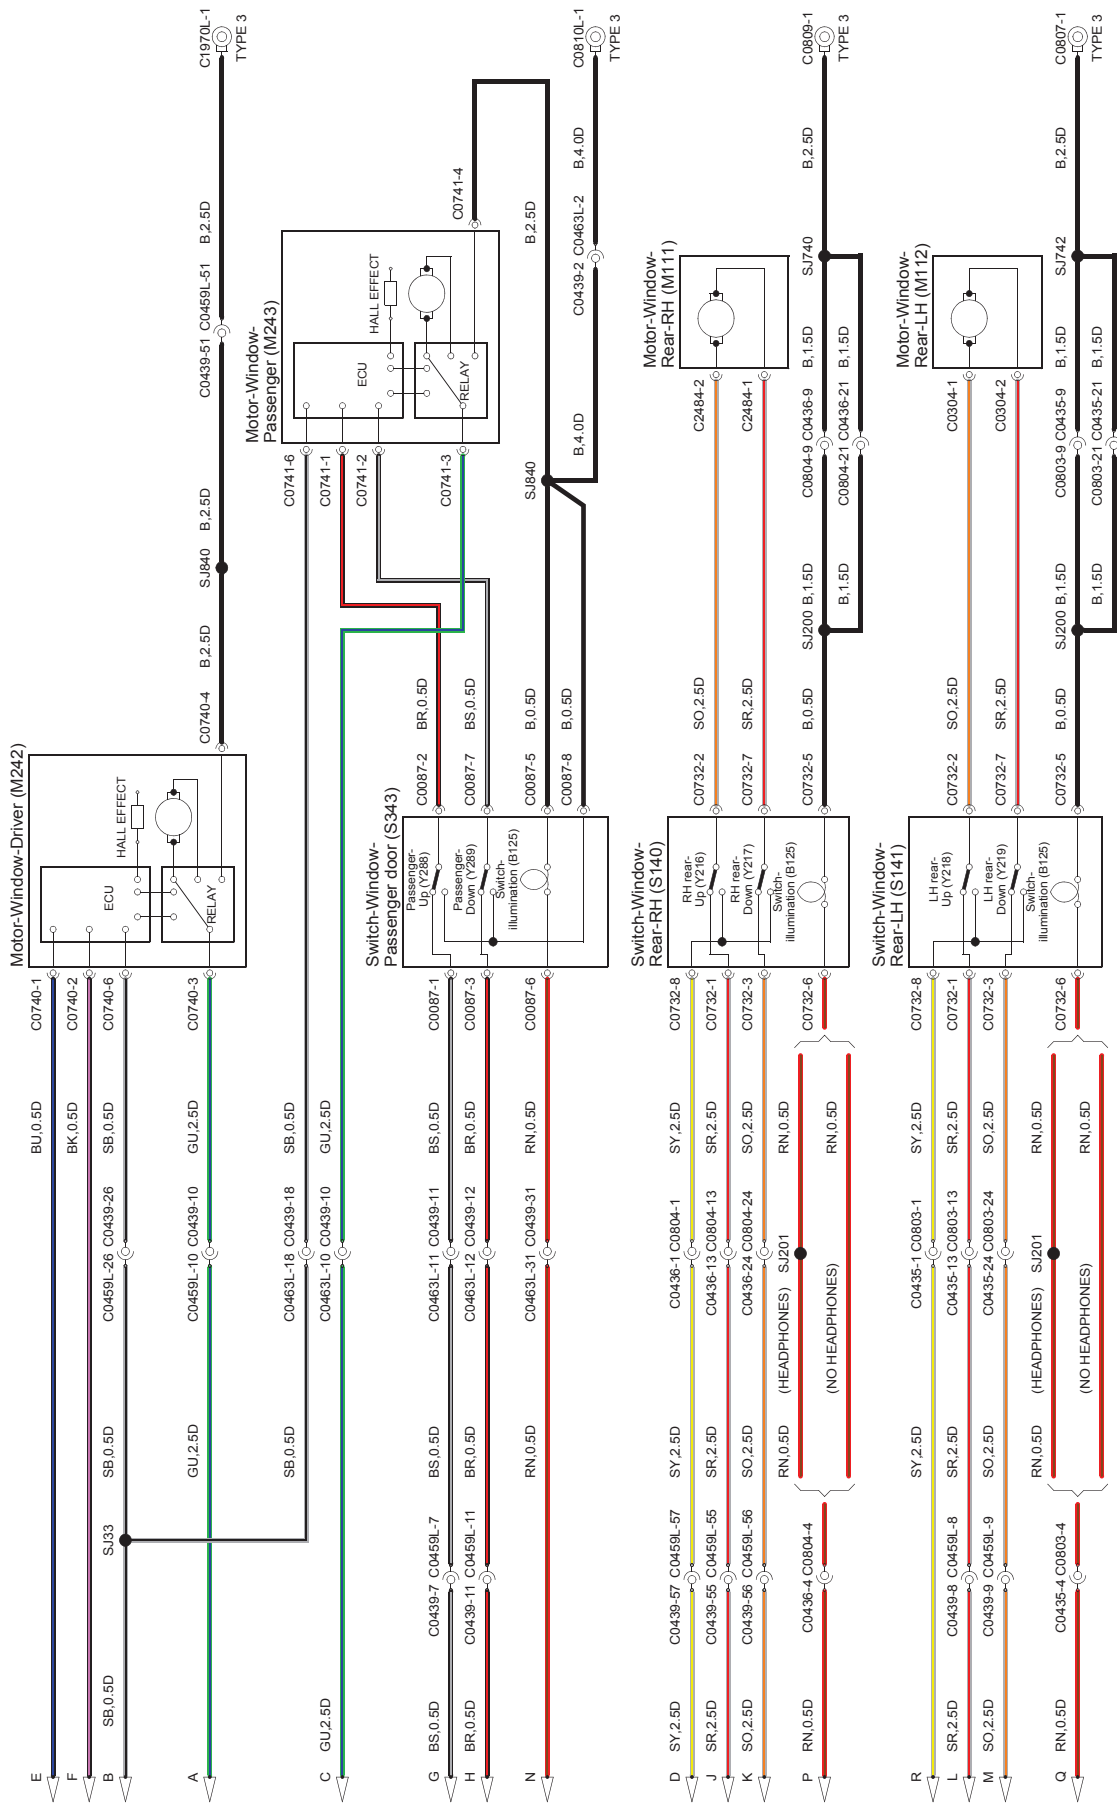 E
BU,0.5D
C0740-1
F
BK,0.5D
C0740-2
B
SB,0.5D
SJ33
SB,0.5D
C0459L-26 C0439-26
SB,0.5D
C0740-6
A
GU,2.5D
C0459L-10 C0439-10
GU,2.5D
C0740-3
Motor-Window-Driver (M242)
ECU
HALL EFFECT
RELAY
C0740-4
B,2.5D
SJ840
B,2.5D
C0439-51 C0459L-51
B,2.5D
C1970L-1
TYPE 3
SB,0.5D
C0463L-18 C0439-18
SB,0.5D
C0741-6
C
GU,2.5D
C0463L-10 C0439-10
GU,2.5D
C0741-1
C0741-2
C0741-3
Motor-Window-
Passenger (M243)
ECU
HALL EFFECT
RELAY
C0741-4
G
BS,0.5D
C0439-7 C0459L-7
BS,0.5D
C0463L-11 C0439-11
BS,0.5D
C0087-1
H
BR,0.5D
C0439-11 C0459L-11
BR,0.5D
C0463L-12 C0439-12
BR,0.5D
C0087-3
N
RN,0.5D
C0463L-31 C0439-31
RN,0.5D
C0087-6
Switch-Window-
Passenger door (S343)
Passenger-
Up (Y288)
Passenger-
Down (Y289)
Switch-
illumination (B125)
C0087-2
BR,0.5D
C0087-7
BS,0.5D
C0087-5
B,0.5D
C0087-8
B,0.5D
SJ840
B,2.5D
B,4.0D
C0439-2 C0463L-2
B,4.0D
C0810L-1
TYPE 3
D
SY,2.5D
C0439-57 C0459L-57
SY,2.5D
C0436-1 C0804-1
SY,2.5D
C0732-8
J
SR,2.5D
C0439-55 C0459L-55
SR,2.5D
C0436-13 C0804-13
SR,2.5D
C0732-1
K
SO,2.5D
C0439-56 C0459L-56
SO,2.5D
C0436-24 C0804-24
SO,2.5D
C0732-3
P
RN,0.5D
C0436-4 C0804-4
RN,0.5D
(HEADPHONES)
SJ201
RN,0.5D
(NO HEADPHONES)
RN,0.5D
C0732-6
Switch-Window-
Rear-RH (S140)
RH rear-
Up (Y216)
RH rear-
Down (Y217)
Switch-
illumination (B125)
C0732-2
SO,2.5D
C2484-2
C0732-7
SR,2.5D
C2484-1
Motor-Window-
Rear-RH (M111)
C0732-5
B,0.5D
SJ200
B,1.5D
C0804-9 C0436-9
B,1.5D
SJ740
B,2.5D
C0809-1
TYPE 3
B,1.5D
C0804-21 C0436-21
B,1.5D
R
SY,2.5D
C0435-1 C0803-1
SY,2.5D
C0732-8
L
SR,2.5D
C0439-8 C0459L-8
SR,2.5D
C0435-13 C0803-13
SR,2.5D
C0732-1
M
SO,2.5D
C0439-9 C0459L-9
SO,2.5D
C0435-24 C0803-24
SO,2.5D
C0732-3
Q
RN,0.5D
C0435-4 C0803-4
RN,0.5D
(HEADPHONES)
SJ201
RN,0.5D
(NO HEADPHONES)
RN,0.5D
C0732-6
Switch-Window-
Rear-LH (S141)
LH rear-
Up (Y218)
LH rear-
Down (Y219)
Switch-
illumination (B125)
C0732-2
SO,2.5D
C0304-1
C0732-7
SR,2.5D
C0304-2
Motor-Window-
Rear-LH (M112)
C0732-5
B,0.5D
SJ200
B,1.5D
C0803-9 C0435-9
B,1.5D
SJ742
B,2.5D
C0807-1
TYPE 3
B,1.5D
C0803-21 C0435-21
B,1.5D